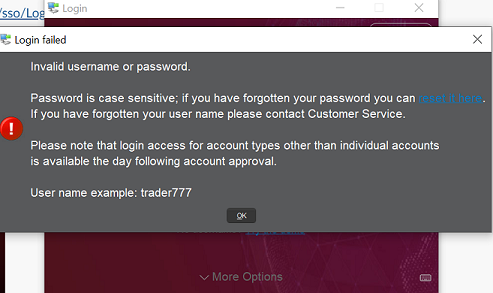 /sso/Log
Login
Login failed
Invalid username or password.
Password is case sensitive; if you have forgotten your password you can reset it here.
If you have forgotten your user name please contact Customer Service.
Please note that login access for account types other than individual accounts
is available the day following account approval.
User name example: trader777
OK
More Options